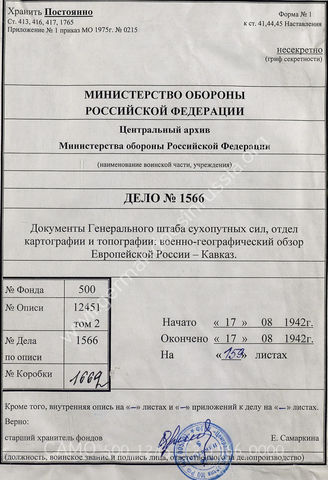 Хранить Постоянно
Ст. 413, 416, 417, 1765
Приложение № 1 приказ МО 1975г. № 0215
Форма № 1
к ст. 41,44,45 Наставления
несекретно
(гриф секретности)
МИНИСТЕРСТВО ОБОРОНЫ
РОССИЙСКОЙ ФЕДЕРАЦИИ
Центральный архив
Министерства обороны Российской Федерации
(наименование воинской части, учреждения)
ДЕЛО № 1566
Документы Генерального штаба сухопутных сил, отдел
картографии и топографии: военно-географический обзор
Европейской России – Кавказ.
№ Фонда 500
№ Описи 12451
том 2
№ Дела 1566
по описи
№ Коробки 1669
Начато « 17 » 08 1942г.
Окончено « 17 » 08 1942г.
На « 159 » листах
Кроме того, внутренняя опись на «–» листах и «–» приложений к делу на «–» листах.
Верно:
старший хранитель фондов Е. Самаркина
(должность, воинское звание и подпись лица, ответственного за делопроизводство)